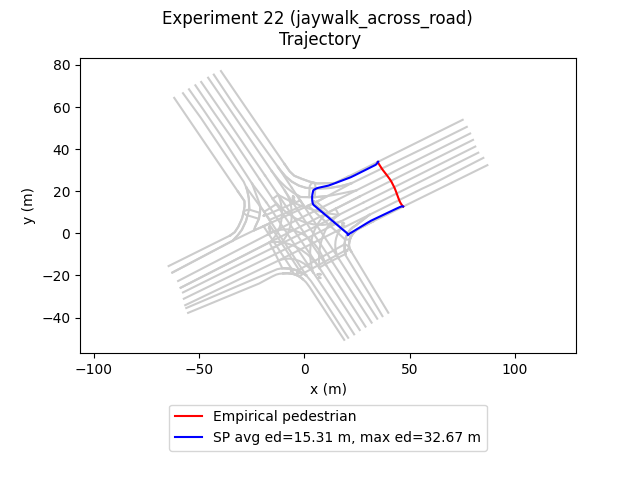 Experiment 22 (jaywalk_across_road)
Trajectory
80
60
40
20
0
−20
−40
y (m)
−100
−50
0
50
100
x (m)
Empirical pedestrian
SP avg ed=15.31 m, max ed=32.67 m